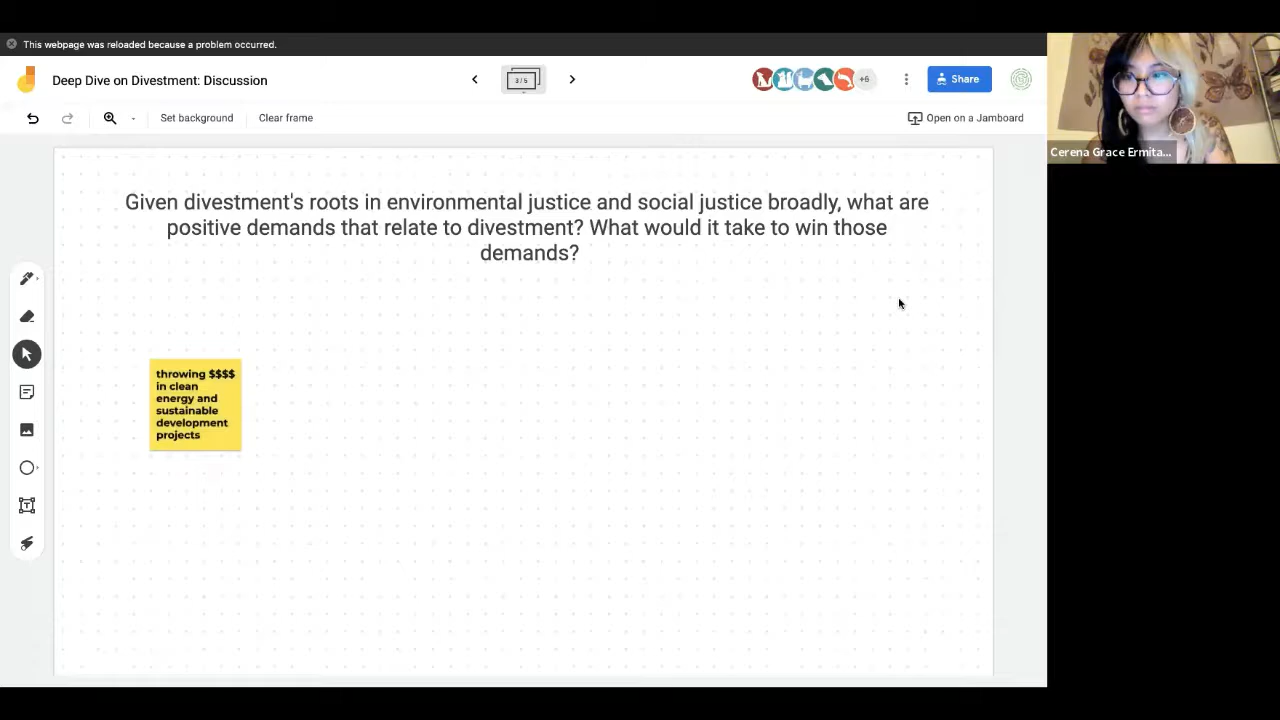 This webpage was reloaded because a problem occurred.
Deep Dive on Divestment: Discussion
3 / 5
+6
Share
Set background
Clear frame
Open on a Jamboard
Cerena Grace Ermita...
Given divestment's roots in environmental justice and social justice broadly, what are
positive demands that relate to divestment? What would it take to win those
demands?
throwing $$$$
in clean
energy and
sustainable
development
projects